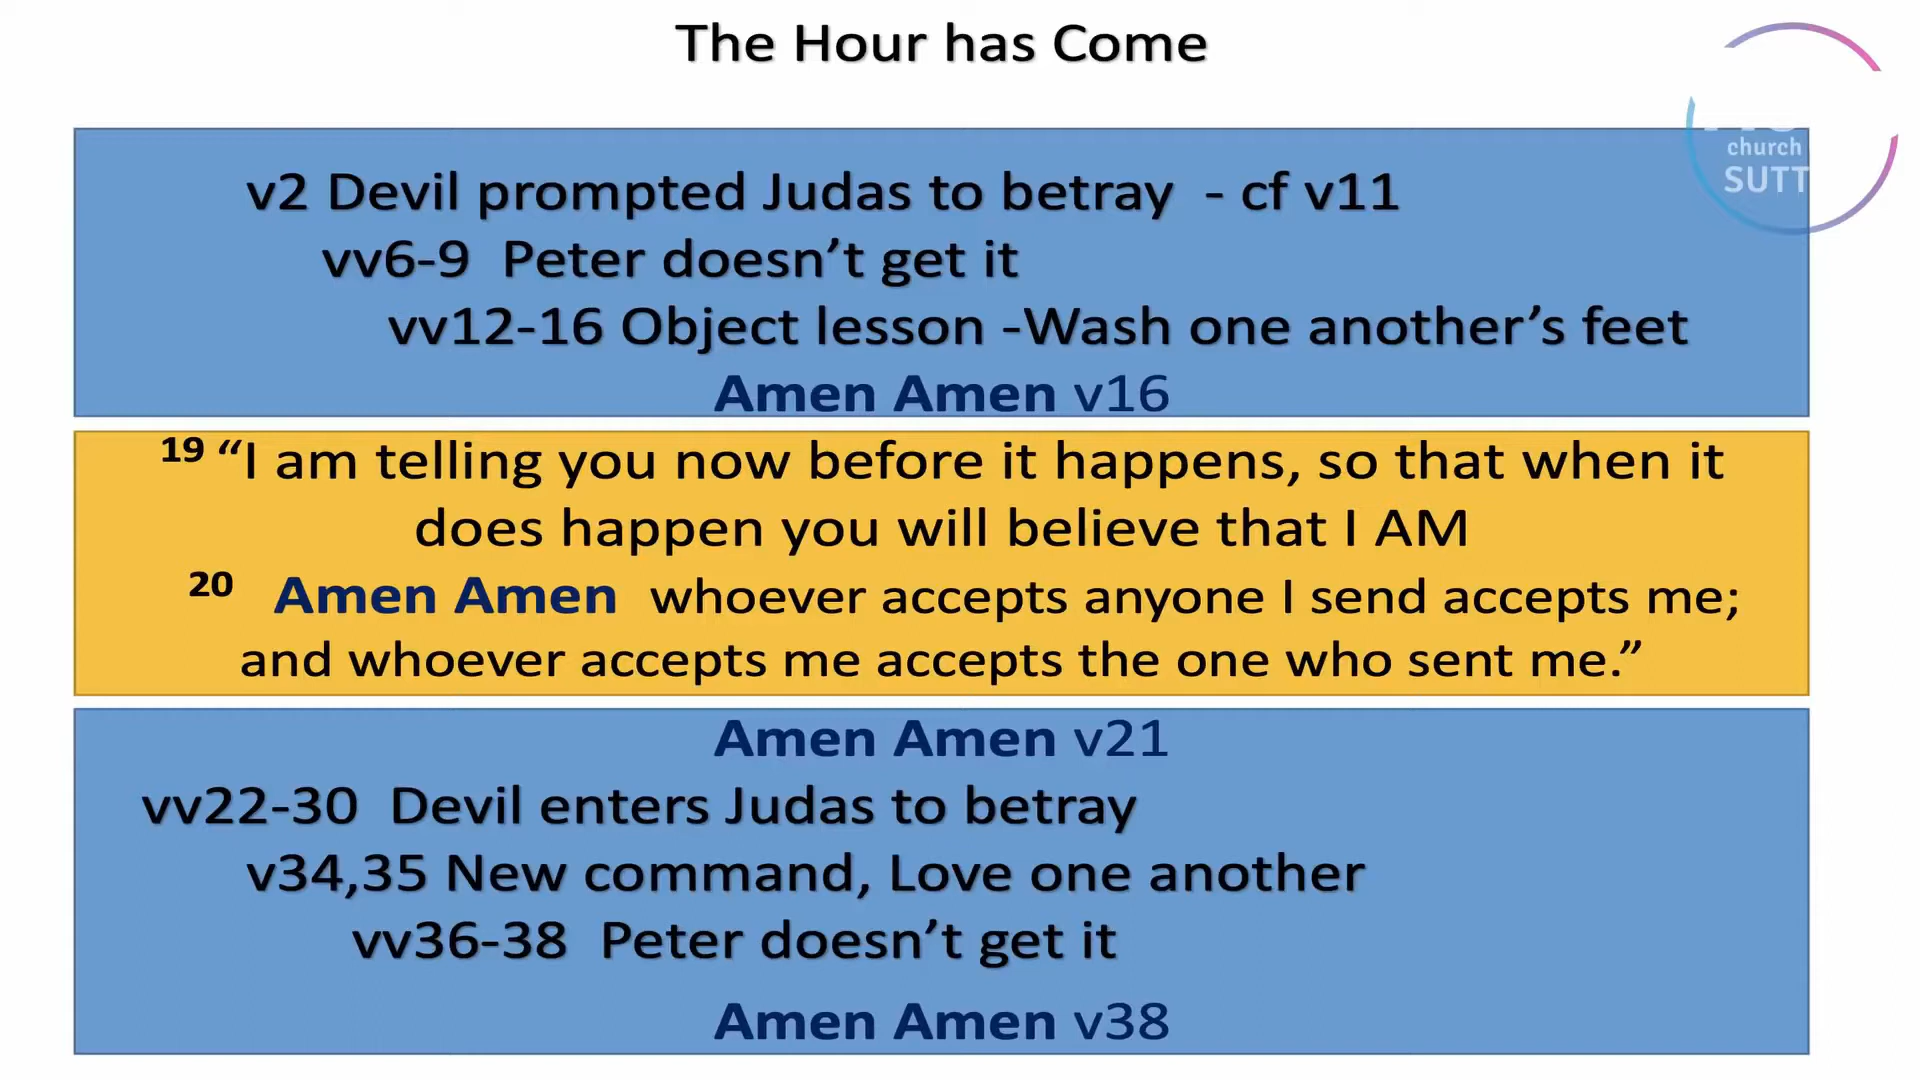 The Hour has Come
church
SUTT
v2 Devil prompted Judas to betray - cf v11
vv6-9 Peter doesn’t get it
vv12-16 Object lesson -Wash one another’s feet
Amen Amen v16
19 “I am telling you now before it happens, so that when it
does happen you will believe that I AM
20 Amen Amen whoever accepts anyone I send accepts me;
and whoever accepts me accepts the one who sent me.”
Amen Amen v21
vv22-30 Devil enters Judas to betray
v34,35 New command, Love one another
vv36-38 Peter doesn’t get it
Amen Amen v38